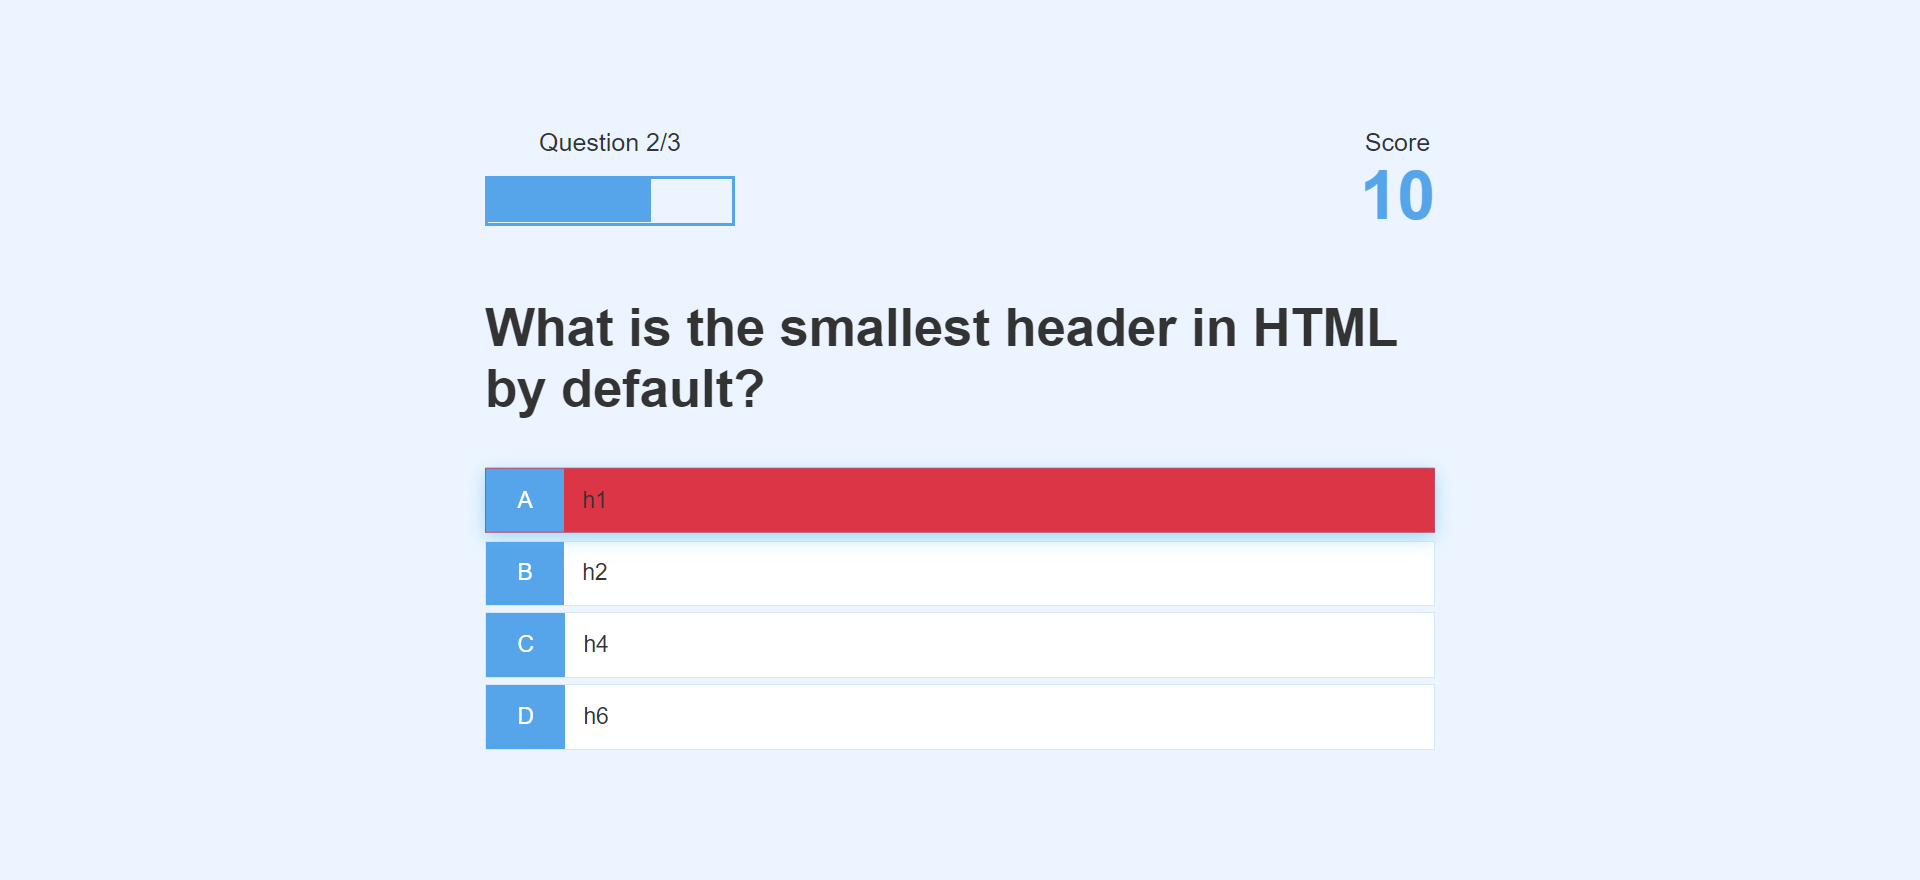 Question 2/3
Score
10
What is the smallest header in HTML
by default?
A h1
B h2
C h4
D h6